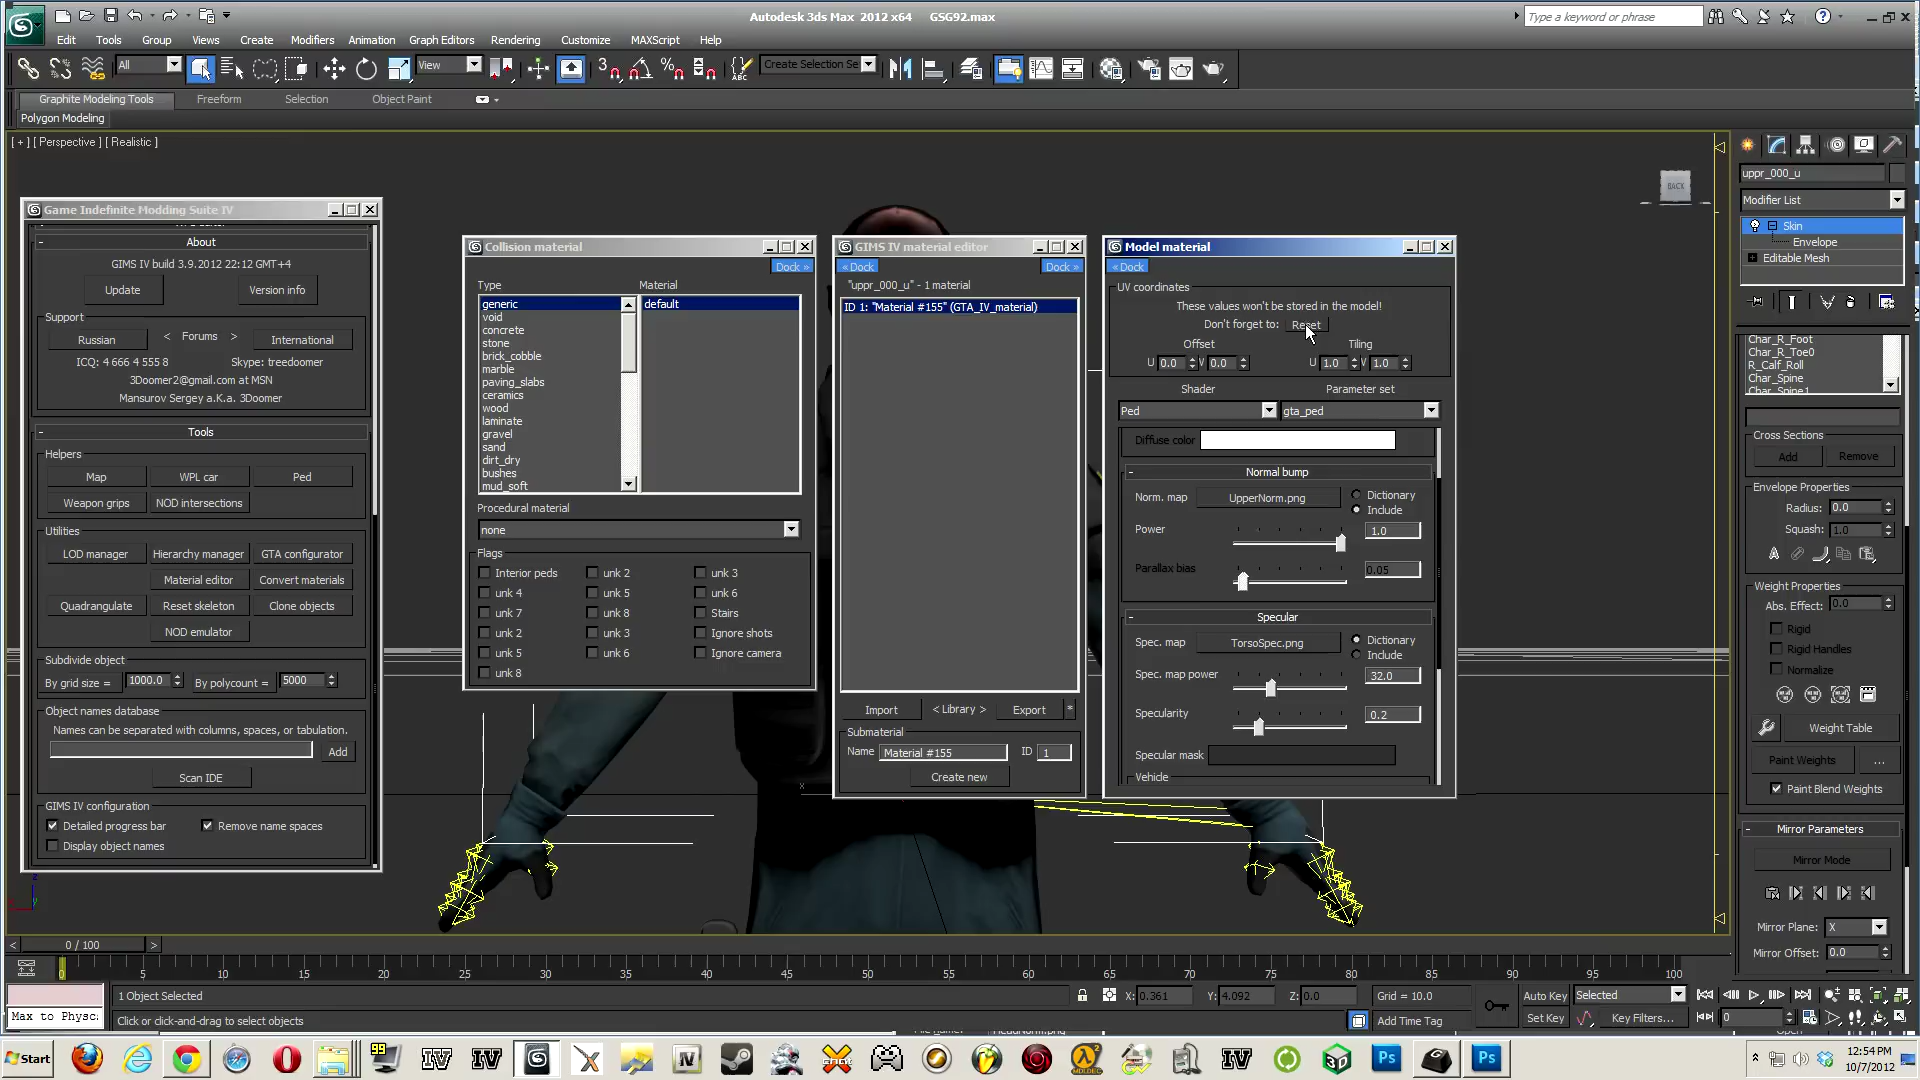 Autodesk 3ds Max 2012 x64 GSG92.max
Type a keyword or phrase
Edit Tools Group Views Create Modifiers Animation Graph Editors Rendering Customize MAXScript Help
All View Create Selection Se
Graphite Modeling Tools Freeform Selection Object Paint
Polygon Modeling
[ + ] [ Perspective ] [ Realistic ]
BACK
Game Indefinite Modding Suite IV
About
GIMS IV build 3.9.2012 22:12 GMT+4
Update Version info
Support
Russian < Forums > International
ICQ: 4 666 4 555 8 Skype: treedoomer
3Doomer2@gmail.com at MSN
Mansurov Sergey a.K.a. 3Doomer
Tools
Helpers
Map WPL car Ped
Weapon grips NOD intersections
Utilities
LOD manager Hierarchy manager GTA configurator
Material editor Convert materials
Quadrangulate Reset skeleton Clone objects
NOD emulator
Subdivide object
By grid size = 1000.0 By polycount = 5000
Object names database
Names can be separated with columns, spaces, or tabulation.
Add
Scan IDE
GIMS IV configuration
Detailed progress bar Remove name spaces
Display object names
Collision material
Dock »
Type Material
generic default
void
concrete
stone
brick_cobble
marble
paving_slabs
ceramics
wood
laminate
gravel
sand
dirt_dry
bushes
mud_soft
Procedural material
none
Flags
Interior peds unk 2 unk 3
unk 4 unk 5 unk 6
unk 7 unk 8 Stairs
unk 2 unk 3 Ignore shots
unk 5 unk 6 Ignore camera
unk 8
GIMS IV material editor
« Dock Dock »
"uppr_000_u" - 1 material
ID 1: "Material #155" (GTA_IV_material)
Import < Library > Export *
Submaterial
Name Material #155 ID 1
Create new
Model material
« Dock
UV coordinates
These values won't be stored in the model!
Don't forget to: Reset
Offset Tiling
U 0.0 V 0.0 U 1.0 V 1.0
Shader Parameter set
Ped gta_ped
Diffuse color
Normal bump
Norm. map UpperNorm.png Dictionary
Include
Power 1.0
Parallax bias 0.05
Specular
Spec. map TorsoSpec.png Dictionary
Include
Spec. map power 32.0
Specularity 0.2
Specular mask
Vehicle
uppr_000_u
Modifier List
Skin
Envelope
Editable Mesh
Char_R_Foot
Char_R_Toe0
R_Calf_Roll
Char_Spine
Char_Spine1
Cross Sections
Add Remove
Envelope Properties
Radius: 0.0
Squash: 1.0
Weight Properties
Abs. Effect: 0.0
Rigid
Rigid Handles
Normalize
Weight Table
Paint Weights ...
Paint Blend Weights
Mirror Parameters
Mirror Mode
Mirror Plane: X
Mirror Offset: 0.0
< 0 / 100 >
0 5 10 15 20 25 30 35 40 45 50 55 60 65 70 75 80 85 90 95 100
1 Object Selected X: 0.361 Y: 4.092 Z: 0.0 Grid = 10.0 Auto Key Selected
Max to Physc: Click or click-and-drag to select objects Add Time Tag Set Key Key Filters... 0
Start
12:54 PM
10/7/2012